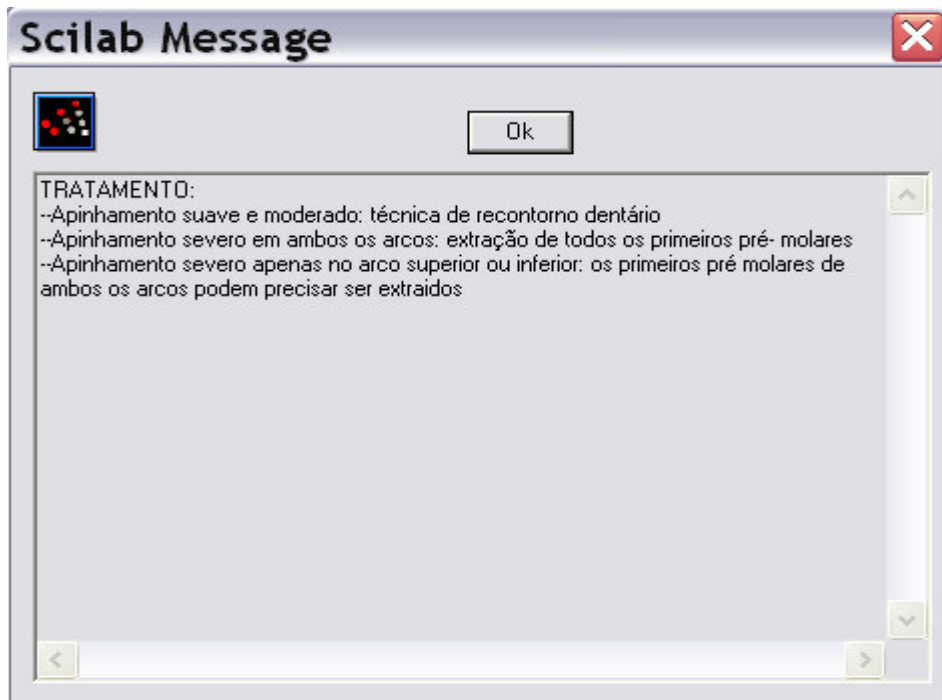 Scilab Message
Ok
TRATAMENTO:
--Apinhamento suave e moderado: técnica de recontorno dentário
--Apinhamento severo em ambos os arcos: extração de todos os primeiros pré- molares
--Apinhamento severo apenas no arco superior ou inferior: os primeiros pré molares de
ambos os arcos podem precisar ser extraidos